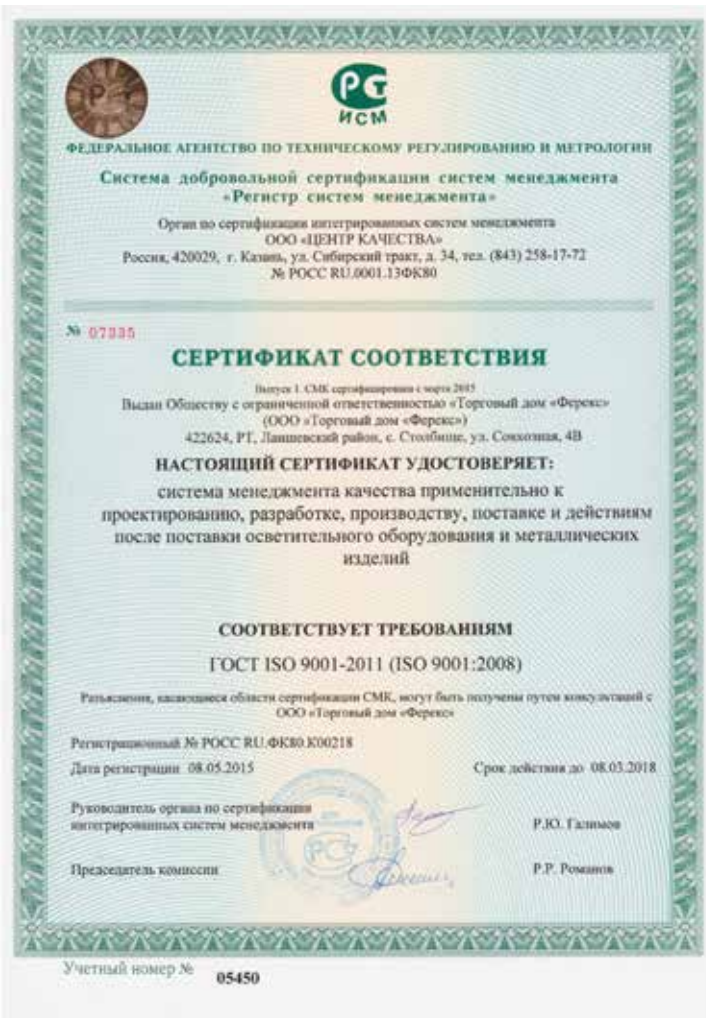 РСТ
ИСМ
ФЕДЕРАЛЬНОЕ АГЕНТСТВО ПО ТЕХНИЧЕСКОМУ РЕГУЛИРОВАНИЮ И МЕТРОЛОГИИ
Система добровольной сертификации систем менеджмента
«Регистр систем менеджмента»
Орган по сертификации интегрированных систем менеджмента
ООО «ЦЕНТР КАЧЕСТВА»
Россия, 420029, г. Казань, ул. Сибирский тракт, д. 34, тел. (843) 258-17-72
№ РОСС RU.0001.13ФК80
№ 07335
СЕРТИФИКАТ СООТВЕТСТВИЯ
Выпуск 1. СМК сертифицирована с марта 2015
Выдан Обществу с ограниченной ответственностью «Торговый дом «Ферекс»
(ООО «Торговый дом «Ферекс»)
422624, РТ, Лаишевский район, с. Столбище, ул. Совхозная, 4В
НАСТОЯЩИЙ СЕРТИФИКАТ УДОСТОВЕРЯЕТ:
система менеджмента качества применительно к
проектированию, разработке, производству, поставке и действиям
после поставки осветительного оборудования и металлических
изделий
СООТВЕТСТВУЕТ ТРЕБОВАНИЯМ
ГОСТ ISO 9001-2011 (ISO 9001:2008)
Разъяснения, касающиеся области сертификации СМК, могут быть получены путем консультаций с
ООО «Торговый дом «Ферекс»
Регистрационный № РОСС RU.ФК80.К00218
Дата регистрации 08.05.2015 Срок действия до 08.03.2018
Руководитель органа по сертификации
интегрированных систем менеджмента Р.Ю. Галимов
Председатель комиссии Р.Р. Романов
Учетный номер № 05450